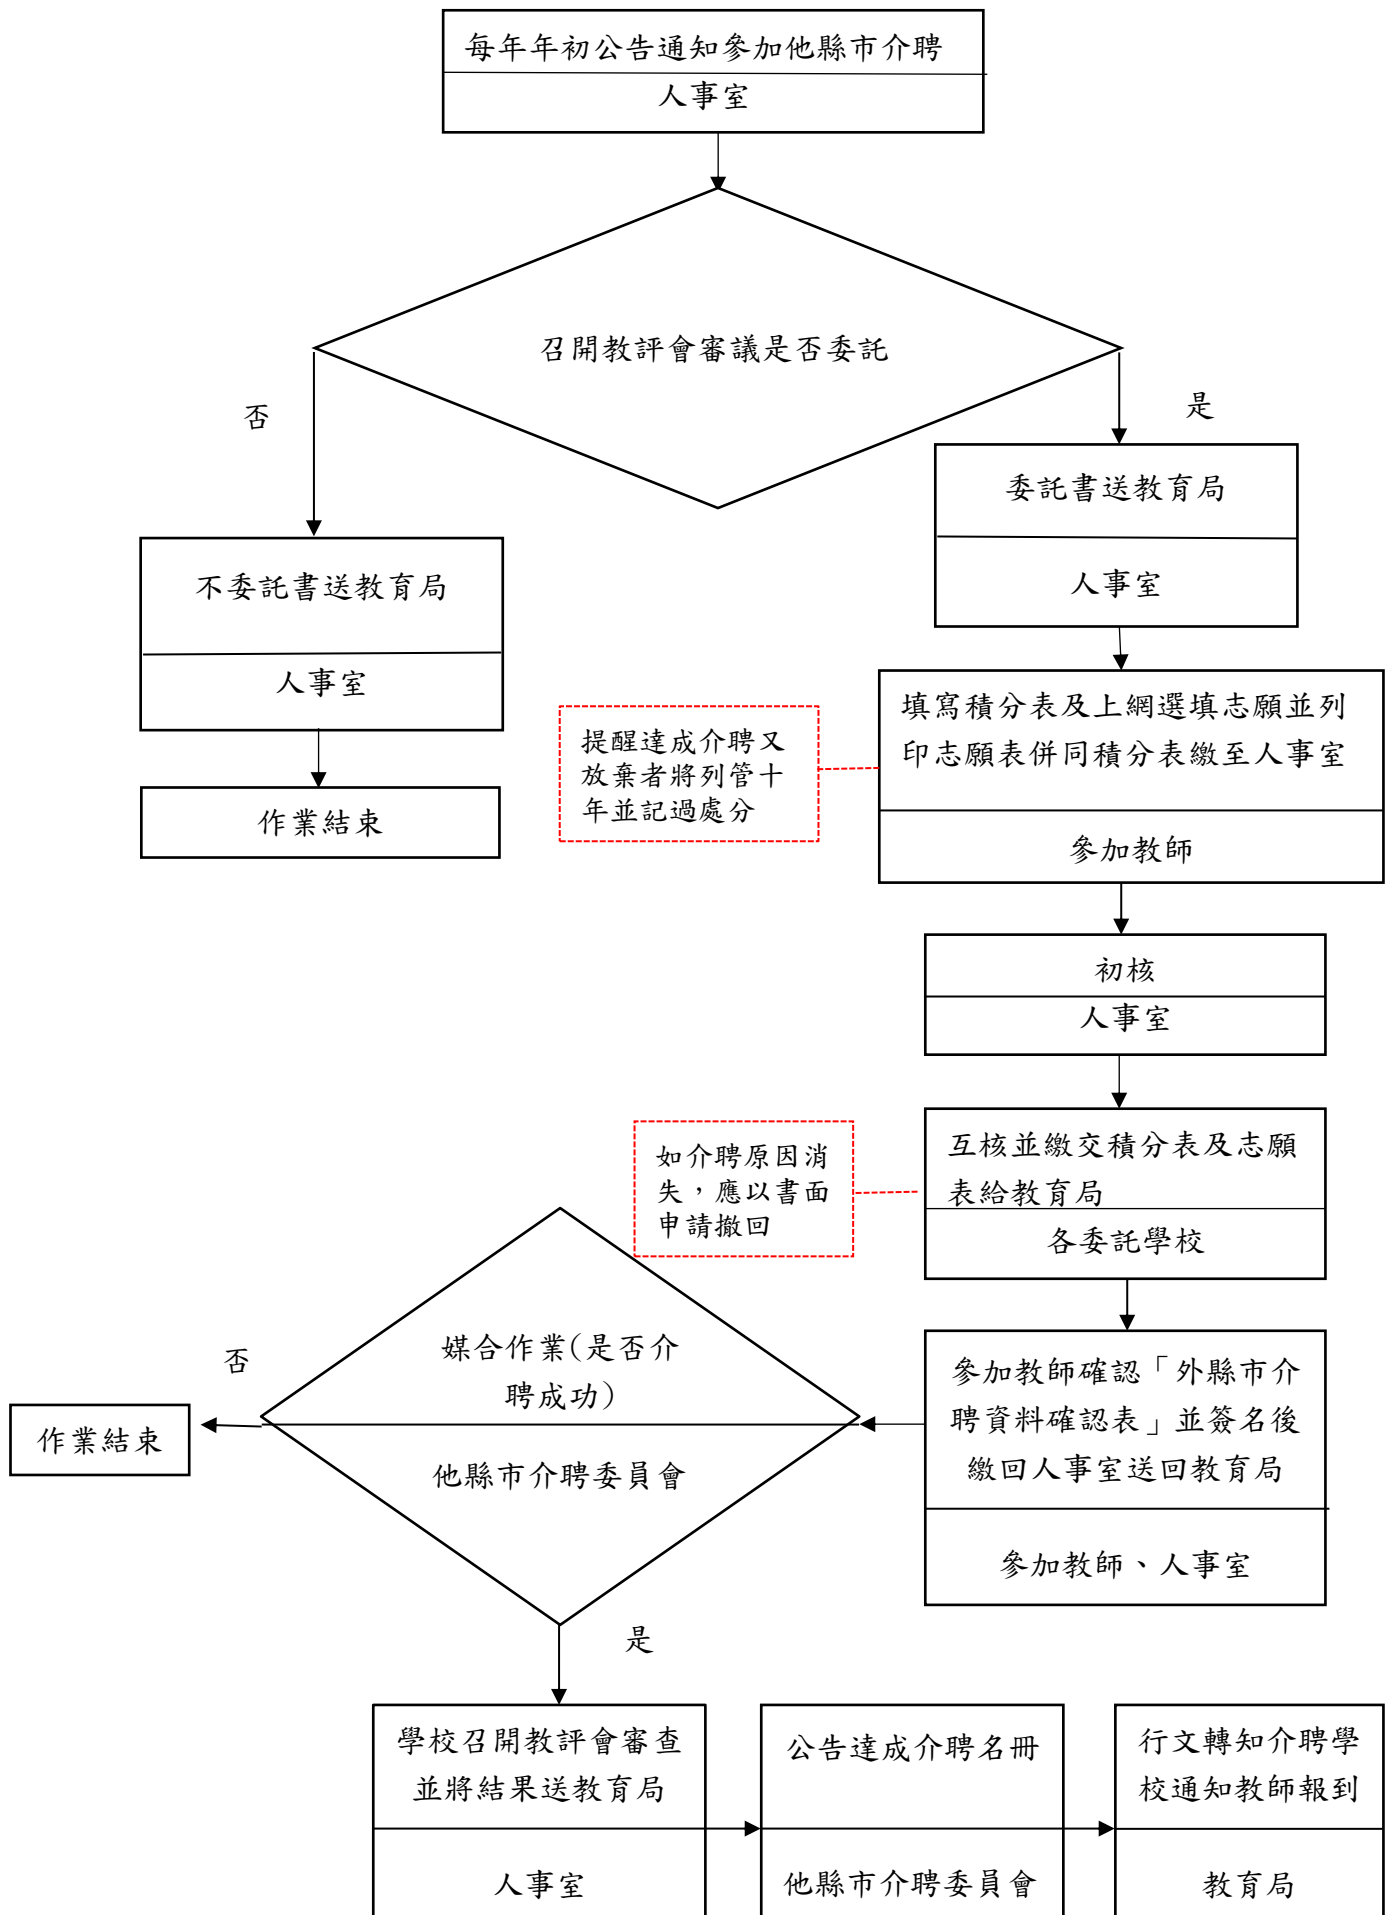 每年年初公告通知參加他縣市介聘
人事室
召開教評會審議是否委託
否
是
委託書送教育局
人事室
不委託書送教育局
人事室
作業結束
填寫積分表及上網選填志願並列
印志願表併同積分表繳至人事室
參加教師
提醒達成介聘又
放棄者將列管十
年並記過處分
初核
人事室
互核並繳交積分表及志願
表給教育局
各委託學校
如介聘原因消
失，應以書面
申請撤回
參加教師確認「外縣市介
聘資料確認表」並簽名後
繳回人事室送回教育局
參加教師、人事室
媒合作業(是否介
聘成功)
他縣市介聘委員會
否
作業結束
是
學校召開教評會審查
並將結果送教育局
人事室
公告達成介聘名冊
他縣市介聘委員會
行文轉知介聘學
校通知教師報到
教育局